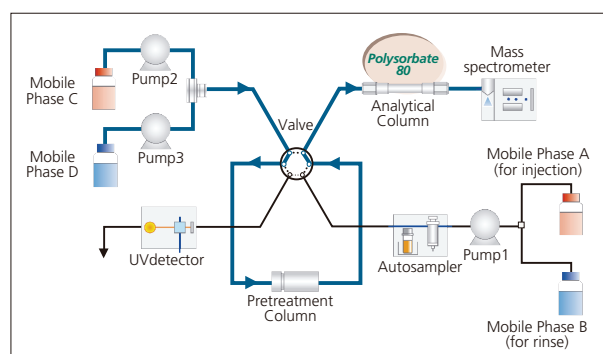 Mobile
Phase C
Pump2
Mobile
Phase D
Pump3
Valve
Polysorbate
80
Analytical
Column
Mass
spectrometer
Mobile Phase A
(for injection)
UVdetector
Pretreatment
Column
Autosampler
Pump1
Mobile Phase B
(for rinse)